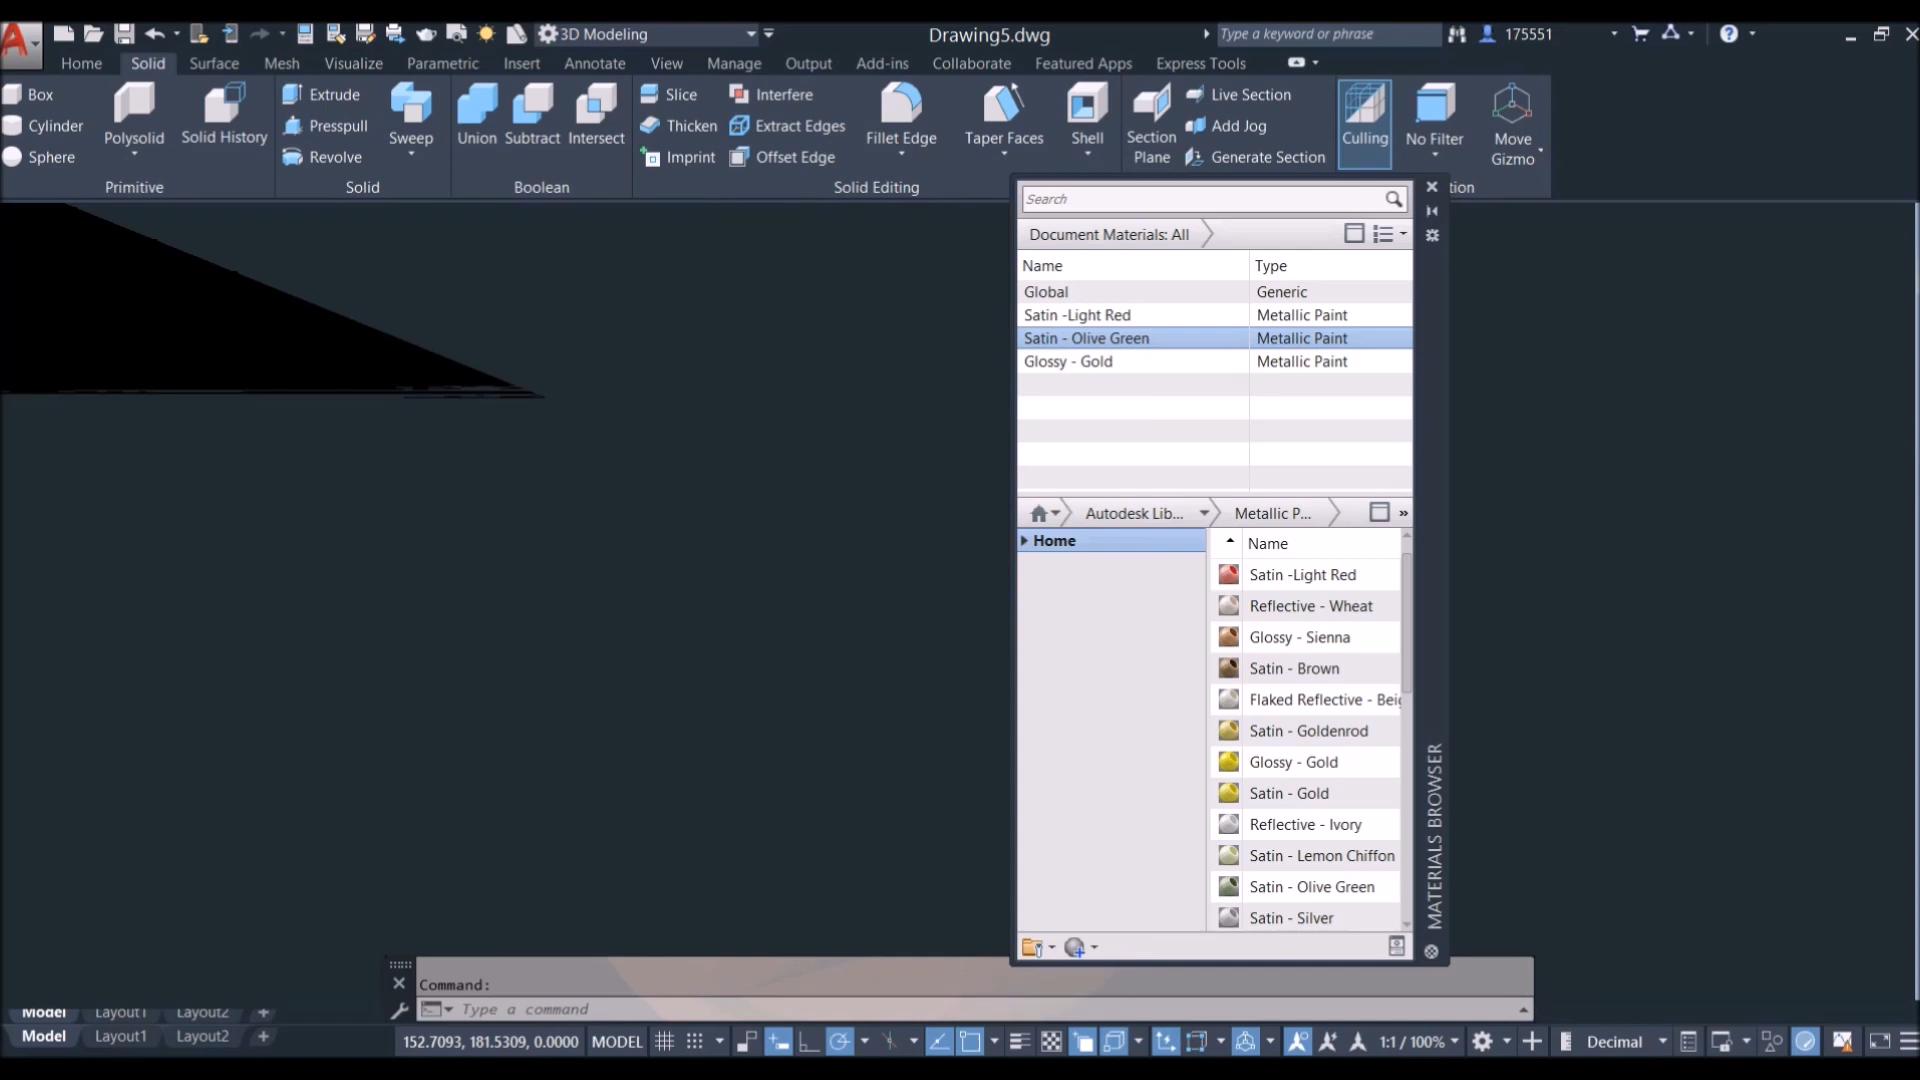 3D Modeling
Drawing5.dwg
Type a keyword or phrase
175551
Home Solid Surface Mesh Visualize Parametric Insert Annotate View Manage Output Add-ins Collaborate Featured Apps Express Tools
Box
Cylinder
Sphere
Polysolid
Solid History
Primitive
Extrude
Presspull
Revolve
Sweep
Solid
Union Subtract Intersect
Boolean
Slice
Thicken
Imprint
Interfere
Extract Edges
Offset Edge
Fillet Edge
Taper Faces
Shell
Solid Editing
Section
Plane
Live Section
Add Jog
Generate Section
Culling
No Filter
Move
Gizmo
tion
Search
Document Materials: All
Name Type
Global Generic
Satin -Light Red Metallic Paint
Satin - Olive Green Metallic Paint
Glossy - Gold Metallic Paint
Autodesk Lib... Metallic P... »
Home
Name
Satin -Light Red
Reflective - Wheat
Glossy - Sienna
Satin - Brown
Flaked Reflective - Beig
Satin - Goldenrod
Glossy - Gold
Satin - Gold
Reflective - Ivory
Satin - Lemon Chiffon
Satin - Olive Green
Satin - Silver
MATERIALS BROWSER
Command:
Type a command
Model Layout1 Layout2 +
Model Layout1 Layout2 +
152.7093, 181.5309, 0.0000 MODEL 1:1 / 100% Decimal